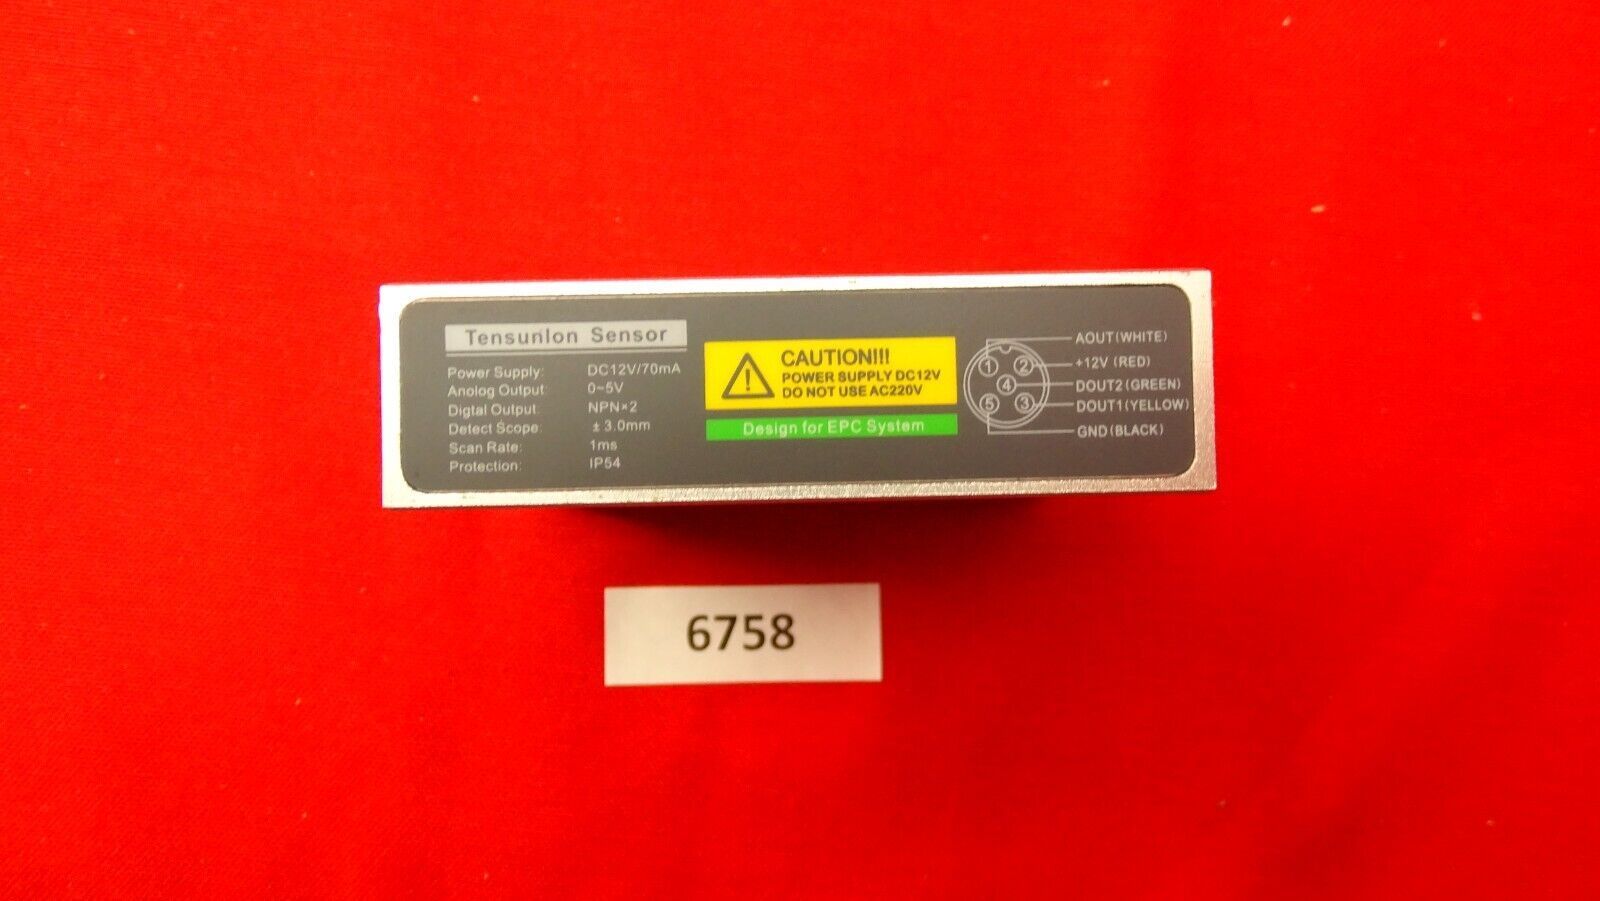 Tensunion Sensor
Power Supply: DC12V/70mA
Analog Output: 0~5V
Digtal Output: NPN×2
Detect Scope: ±3.0mm
Scan Rate: 1ms
Protection: IP54
CAUTION!!!
POWER SUPPLY DC12V
DO NOT USE AC220V
Design for EPC System
1 2
4
5 3
AOUT(WHITE)
+12V (RED)
DOUT2(GREEN)
DOUT1(YELLOW)
GND(BLACK)
6758